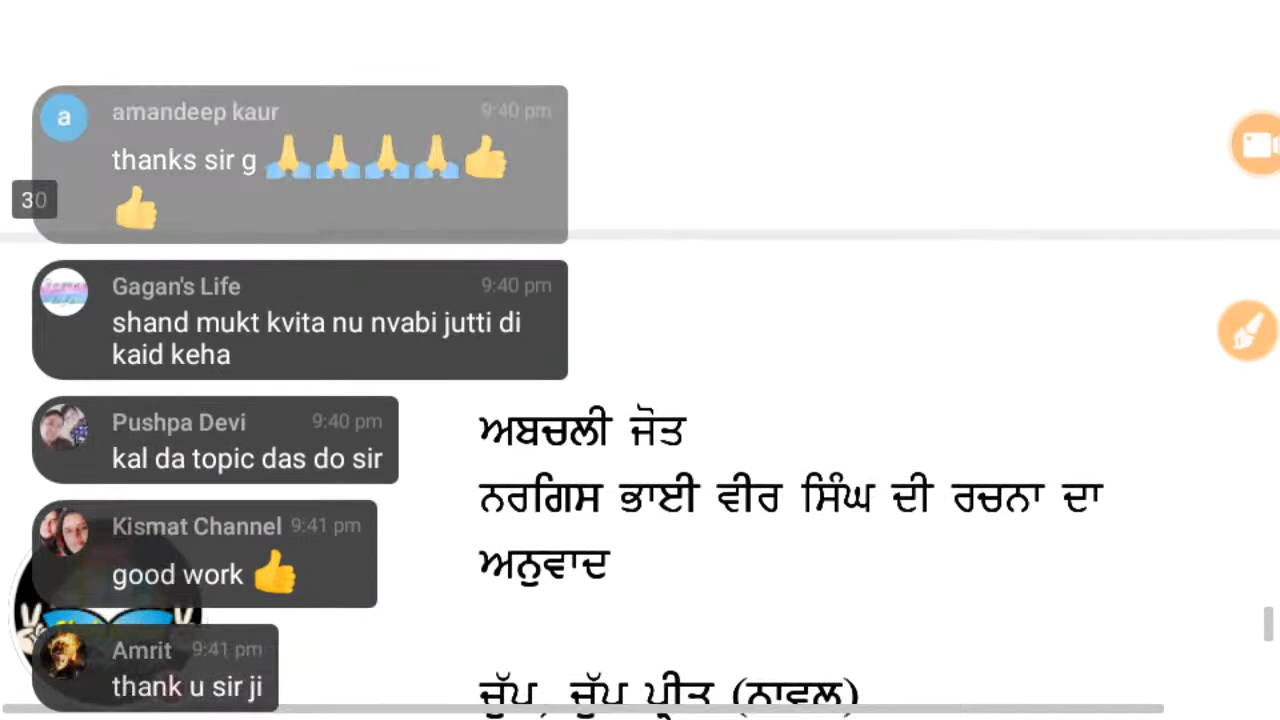 amandeep kaur 9:40 pm
thanks sir g 🙏🙏🙏🙏👍
👍
30
Gagan's Life 9:40 pm
shand mukt kvita nu nvabi jutti di
kaid keha
Pushpa Devi 9:40 pm
kal da topic das do sir
Kismat Channel 9:41 pm
good work 👍
Amrit 9:41 pm
thank u sir ji
ਅਬਚਲੀ ਜੋਤ
ਨਰਗਿਸ ਭਾਈ ਵੀਰ ਸਿੰਘ ਦੀ ਰਚਨਾ ਦਾ
ਅਨੁਵਾਦ
ਚੁੱਪ, ਚੁੱਪ ਪ੍ਰੀਤ (ਨਾਵਲ)